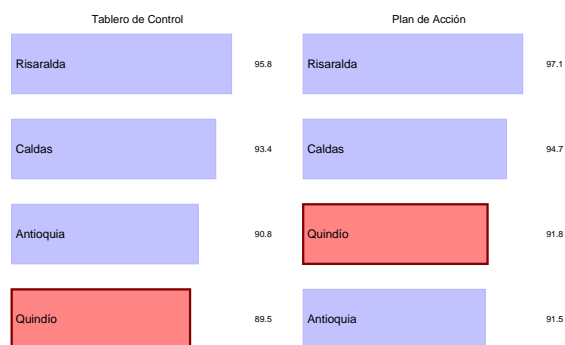 Tablero de Control
Risaralda 95.8
Caldas 93.4
Antioquia 90.8
Quindío 89.5
Plan de Acción
Risaralda 97.1
Caldas 94.7
Quindío 91.8
Antioquia 91.5